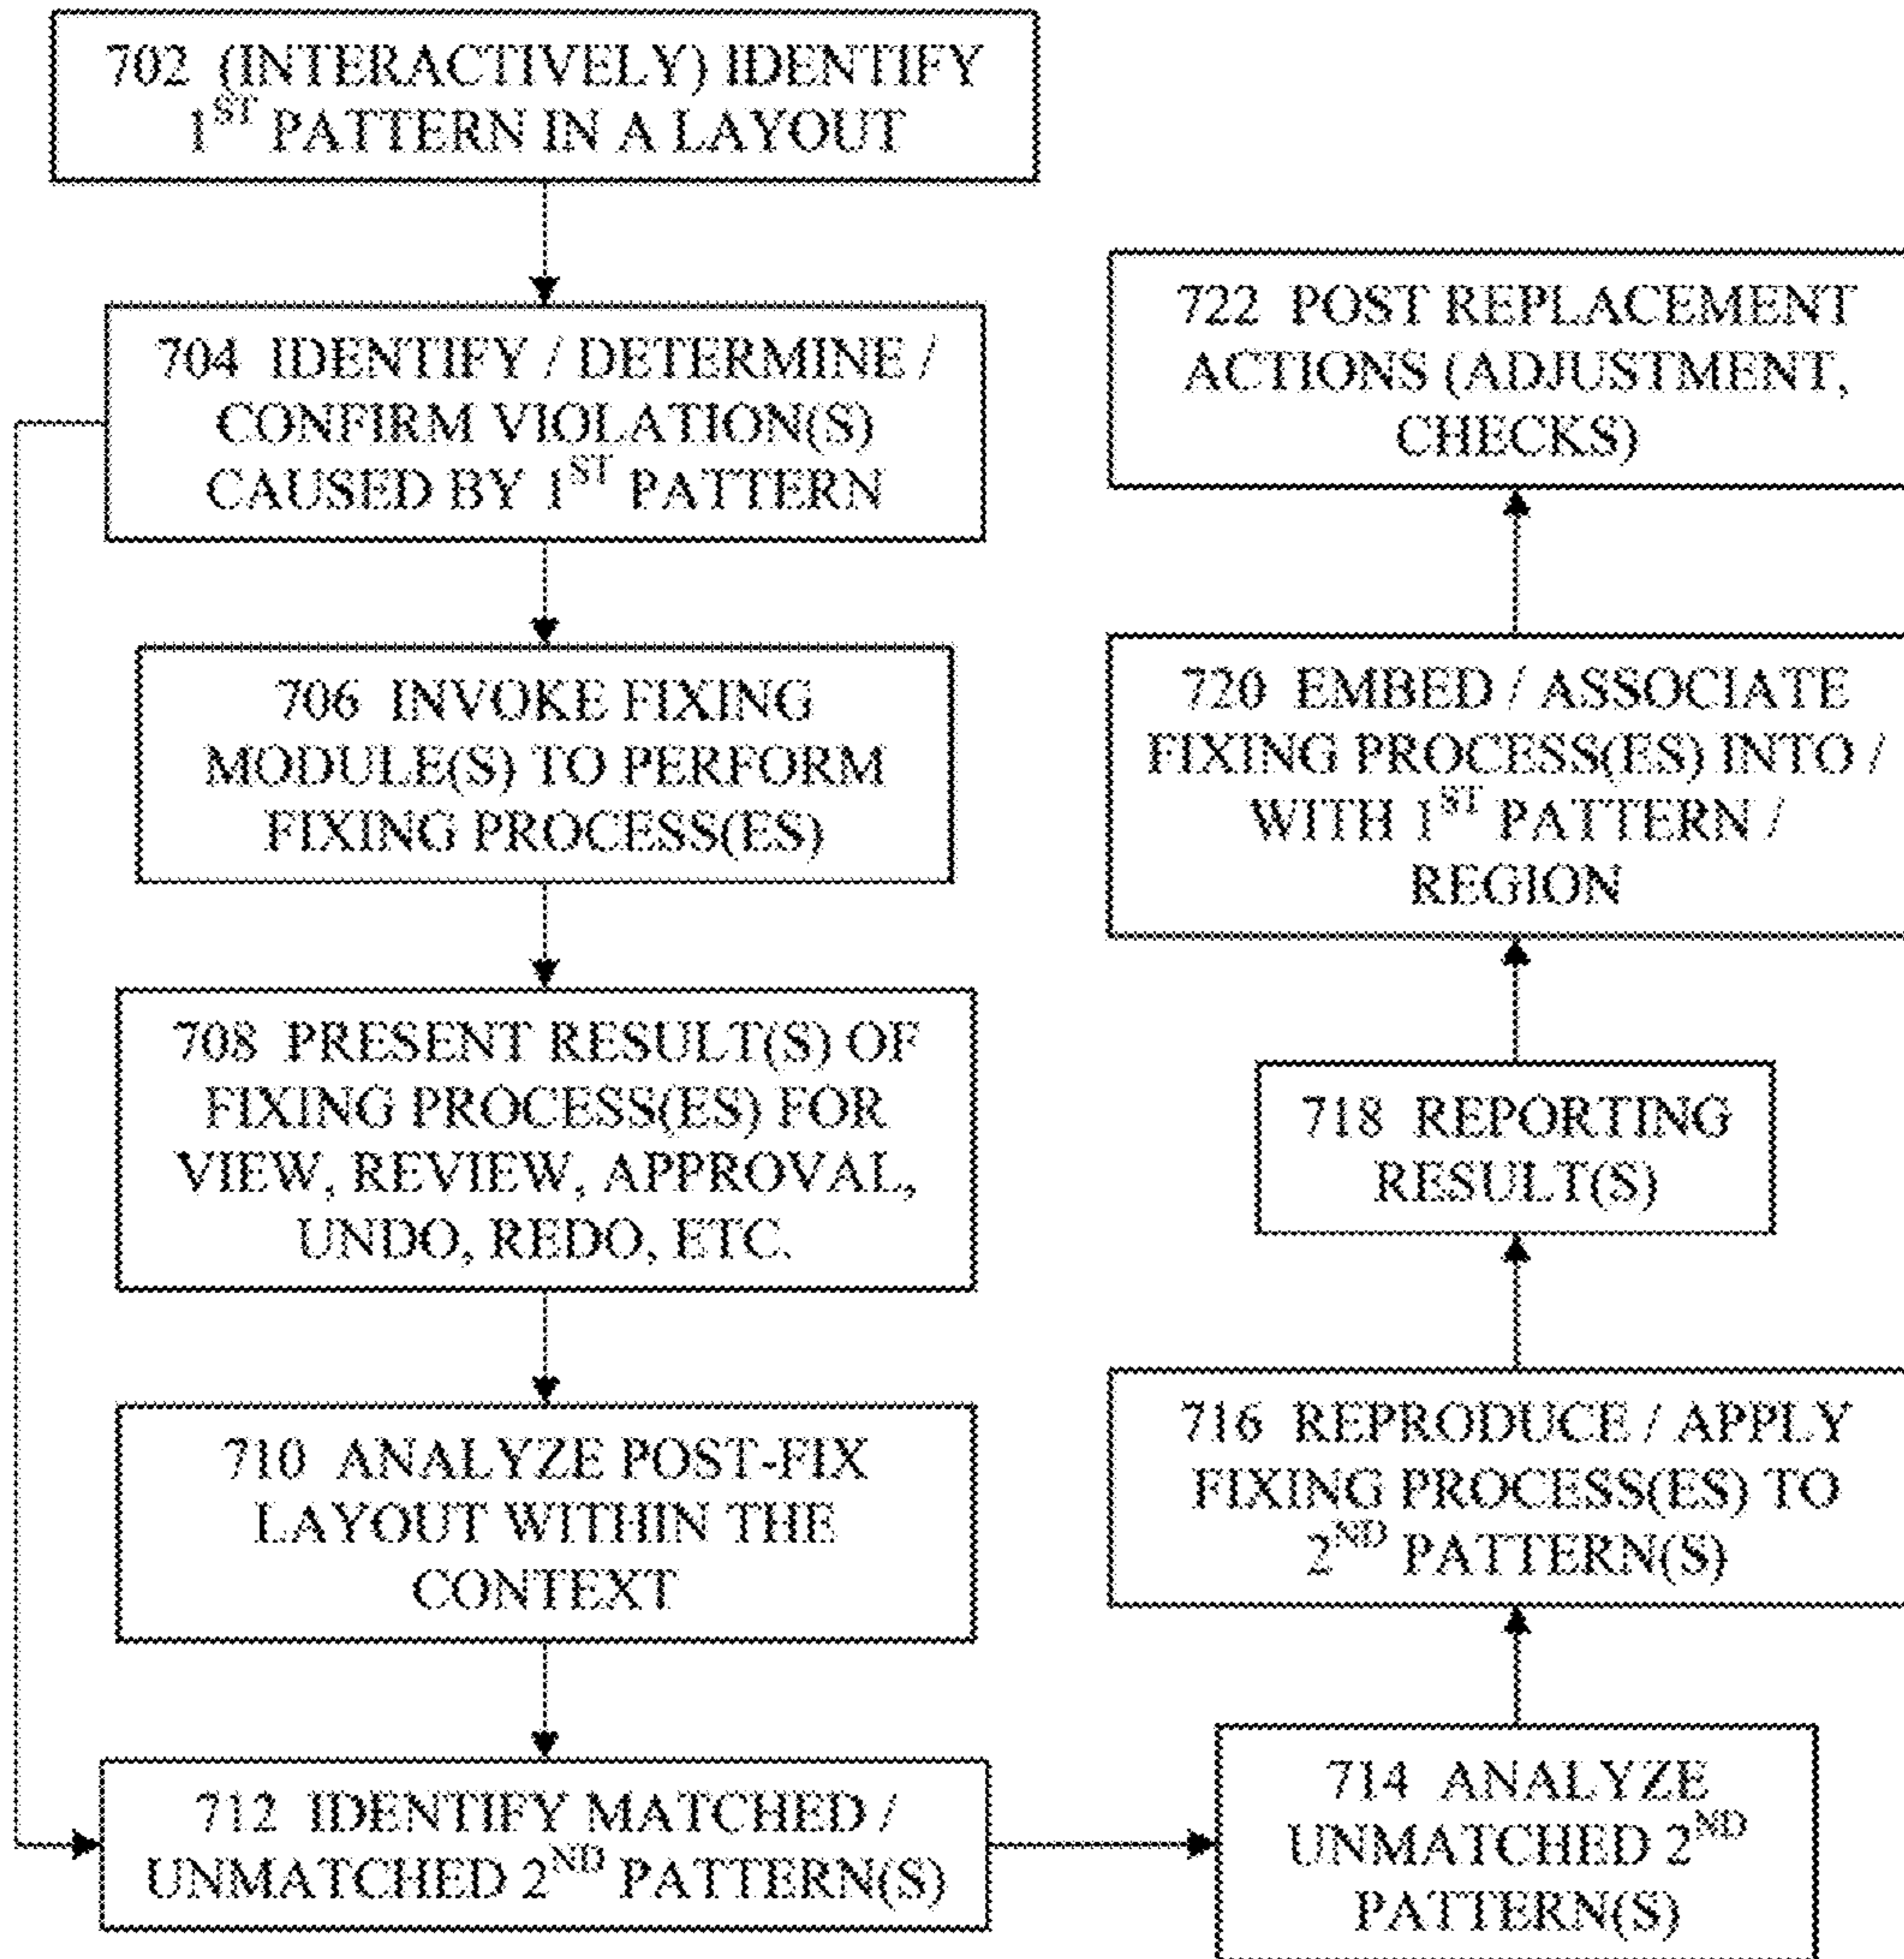 702 (INTERACTIVELY) IDENTIFY
1ST PATTERN IN A LAYOUT
704 IDENTIFY / DETERMINE /
CONFIRM VIOLATION(S)
CAUSED BY 1ST PATTERN
706 INVOKE FIXING
MODULE(S) TO PERFORM
FIXING PROCESS(ES)
708 PRESENT RESULT(S) OF
FIXING PROCESS(ES) FOR
VIEW, REVIEW, APPROVAL,
UNDO, REDO, ETC.
710 ANALYZE POST-FIX
LAYOUT WITHIN THE
CONTEXT
712 IDENTIFY MATCHED /
UNMATCHED 2ND PATTERN(S)
714 ANALYZE
UNMATCHED 2ND
PATTERN(S)
716 REPRODUCE / APPLY
FIXING PROCESS(ES) TO
2ND PATTERN(S)
718 REPORTING
RESULT(S)
720 EMBED / ASSOCIATE
FIXING PROCESS(ES) INTO /
WITH 1ST PATTERN /
REGION
722 POST REPLACEMENT
ACTIONS (ADJUSTMENT,
CHECKS)